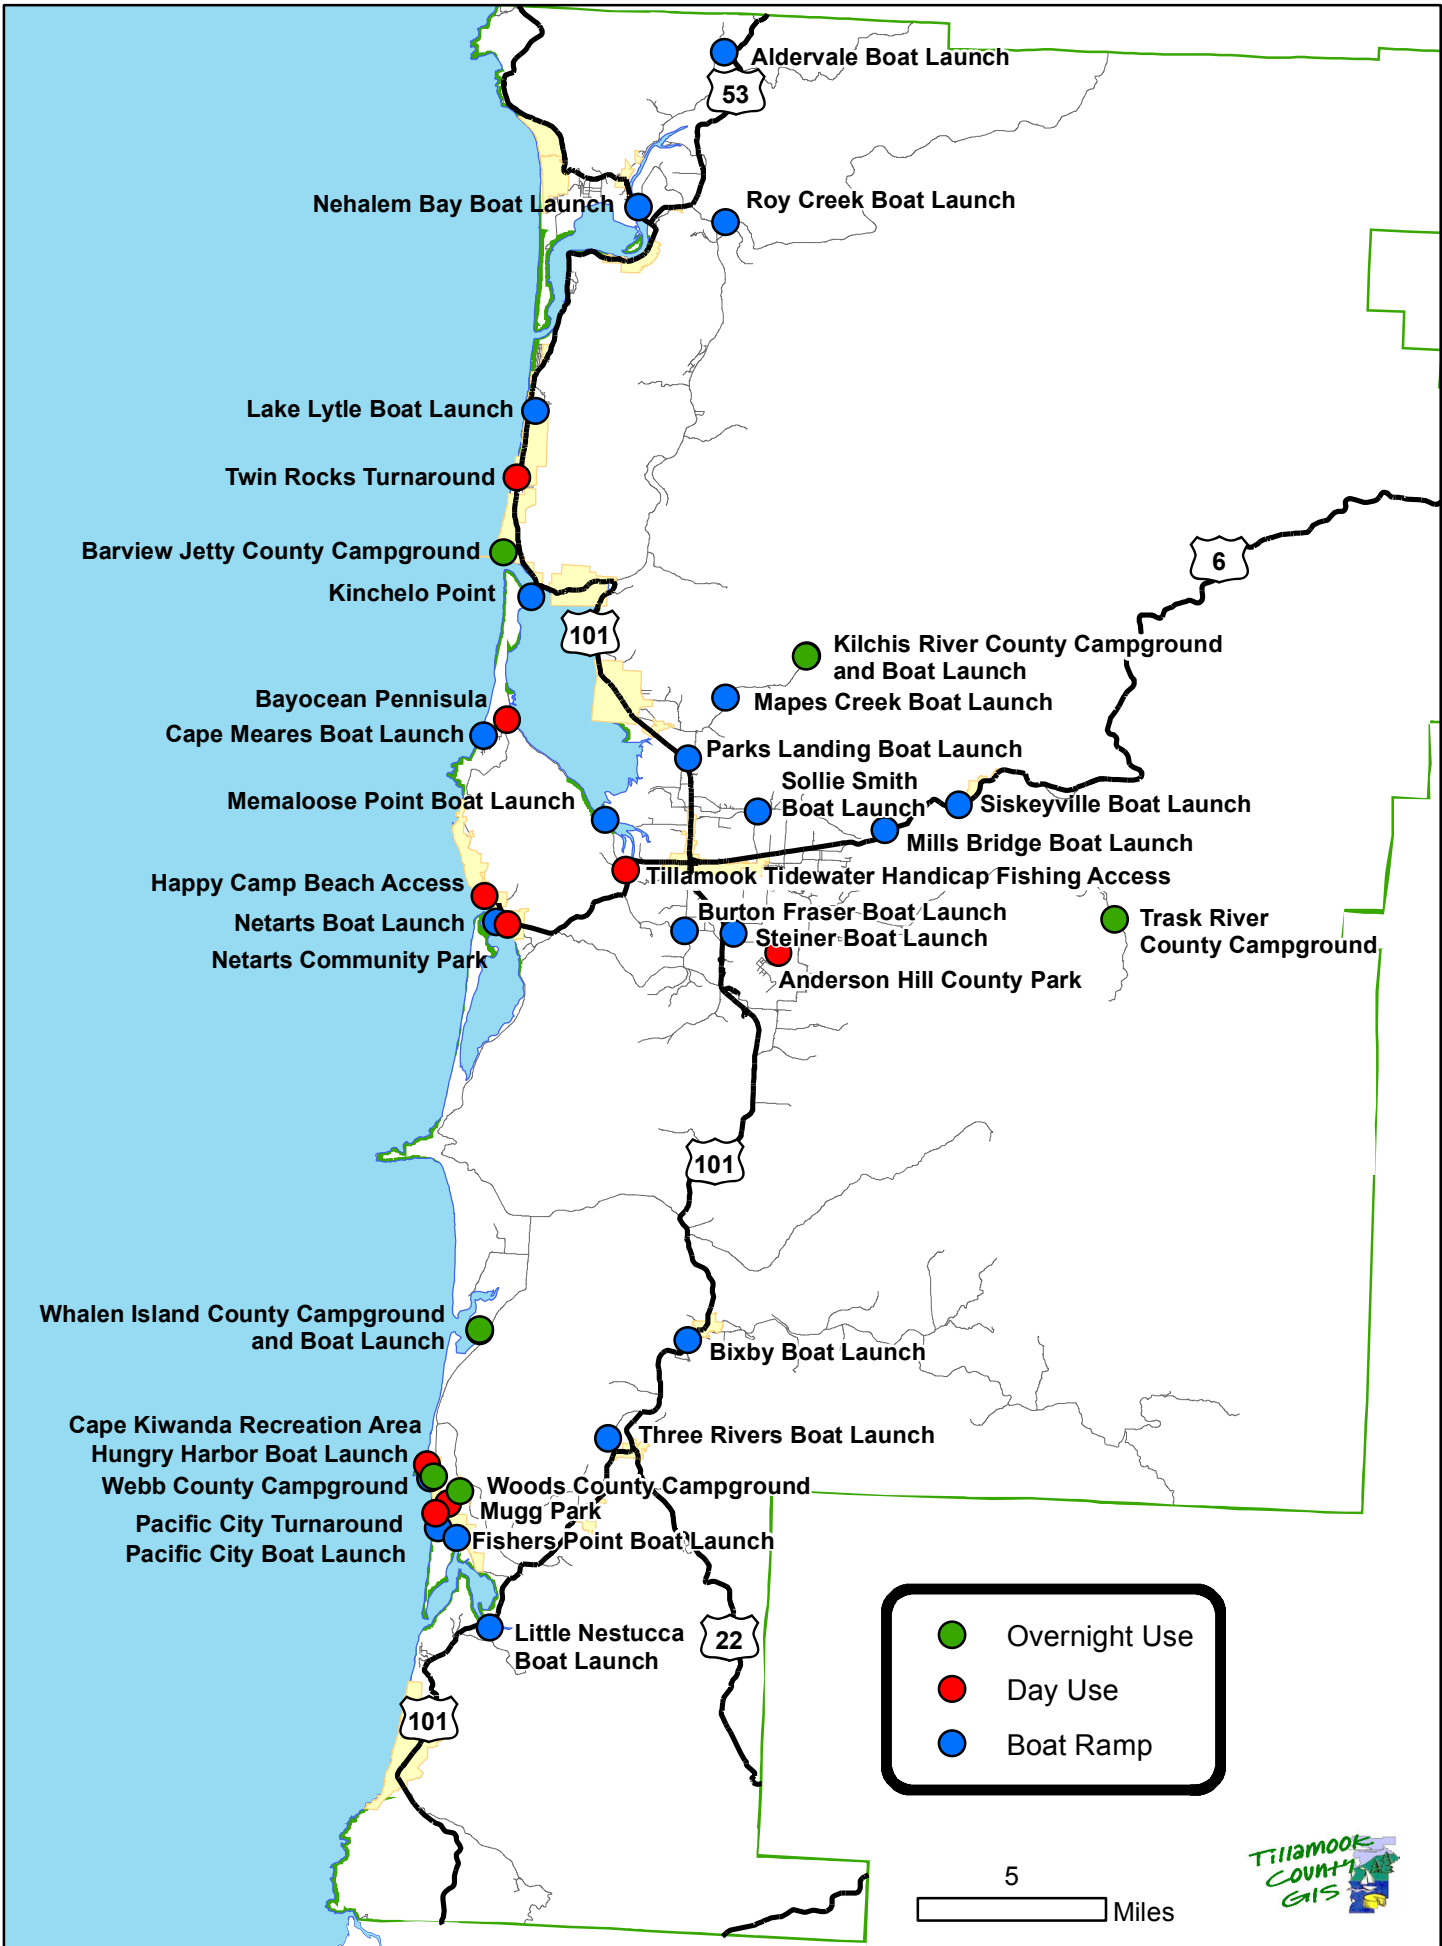 Aldervale Boat Launch
53
Nehalem Bay Boat Launch
Roy Creek Boat Launch
Lake Lytle Boat Launch
Twin Rocks Turnaround
Barview Jetty County Campground
6
Kinchelo Point
101
Kilchis River County Campground
and Boat Launch
Bayocean Pennisula
Mapes Creek Boat Launch
Cape Meares Boat Launch
Parks Landing Boat Launch
Sollie Smith
Boat Launch
Memaloose Point Boat Launch
Siskeyville Boat Launch
Mills Bridge Boat Launch
Tillamook Tidewater Handicap Fishing Access
Happy Camp Beach Access
Burton Fraser Boat Launch
Netarts Boat Launch
Steiner Boat Launch
Trask River
County Campground
Netarts Community Park
Anderson Hill County Park
101
Whalen Island County Campground
and Boat Launch
Bixby Boat Launch
Cape Kiwanda Recreation Area
Three Rivers Boat Launch
Hungry Harbor Boat Launch
Webb County Campground
Woods County Campground
Mugg Park
Pacific City Turnaround
Fishers Point Boat Launch
Pacific City Boat Launch
Little Nestucca
Boat Launch
22
101
Overnight Use
Day Use
Boat Ramp
5
Miles
Tillamook
County
GIS